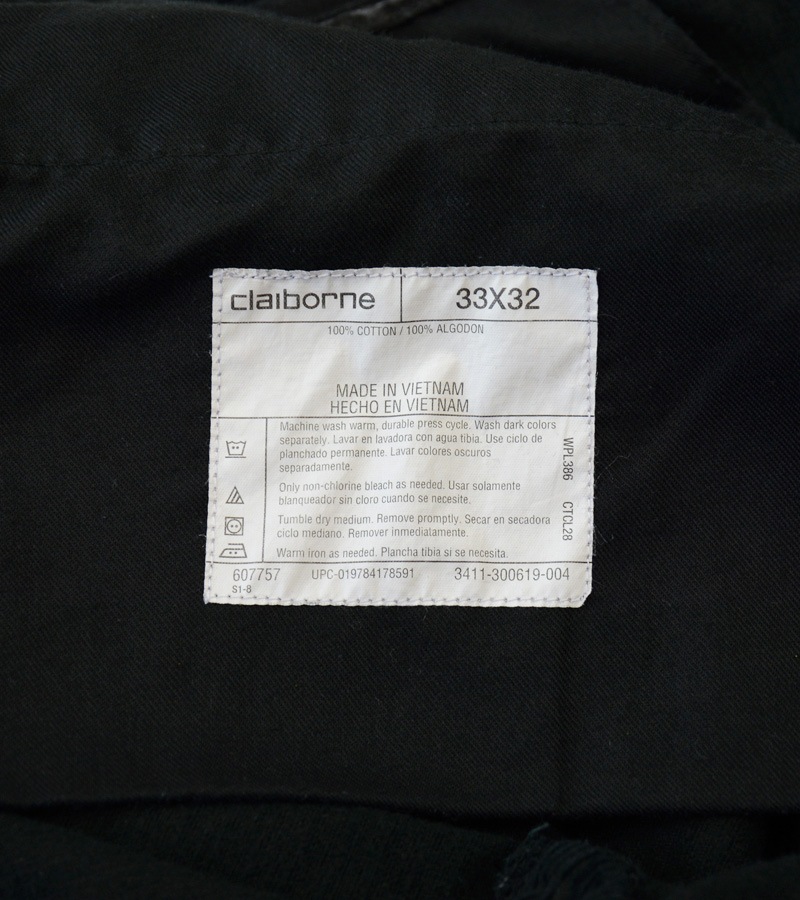 claiborne 33X32
100% COTTON / 100% ALGODON
MADE IN VIETNAM
HECHO EN VIETNAM
Machine wash warm, durable press cycle. Wash dark colors
separately. Lavar en lavadora con agua tibia. Use ciclo de
planchado permanente. Lavar colores oscuros
separadamente.
Only non-chlorine bleach as needed. Usar solamente
blanqueador sin cloro cuando se necesite.
Tumble dry medium. Remove promptly. Secar en secadora
ciclo mediano. Remover inmediatamente.
Warm iron as needed. Plancha tibia si se necesita.
WPL386 CTCL28
607757 UPC-019784178591 3411-300619-004
S1-8